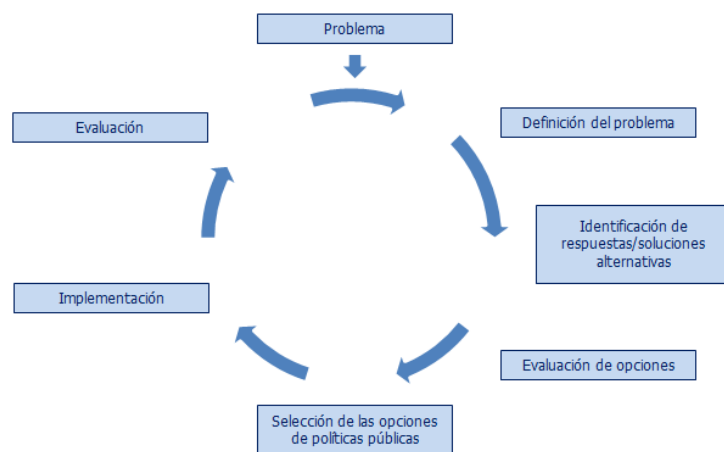 Problema
Definición del problema
Identificación de
respuestas/soluciones
alternativas
Evaluación de opciones
Selección de las opciones
de políticas públicas
Implementación
Evaluación